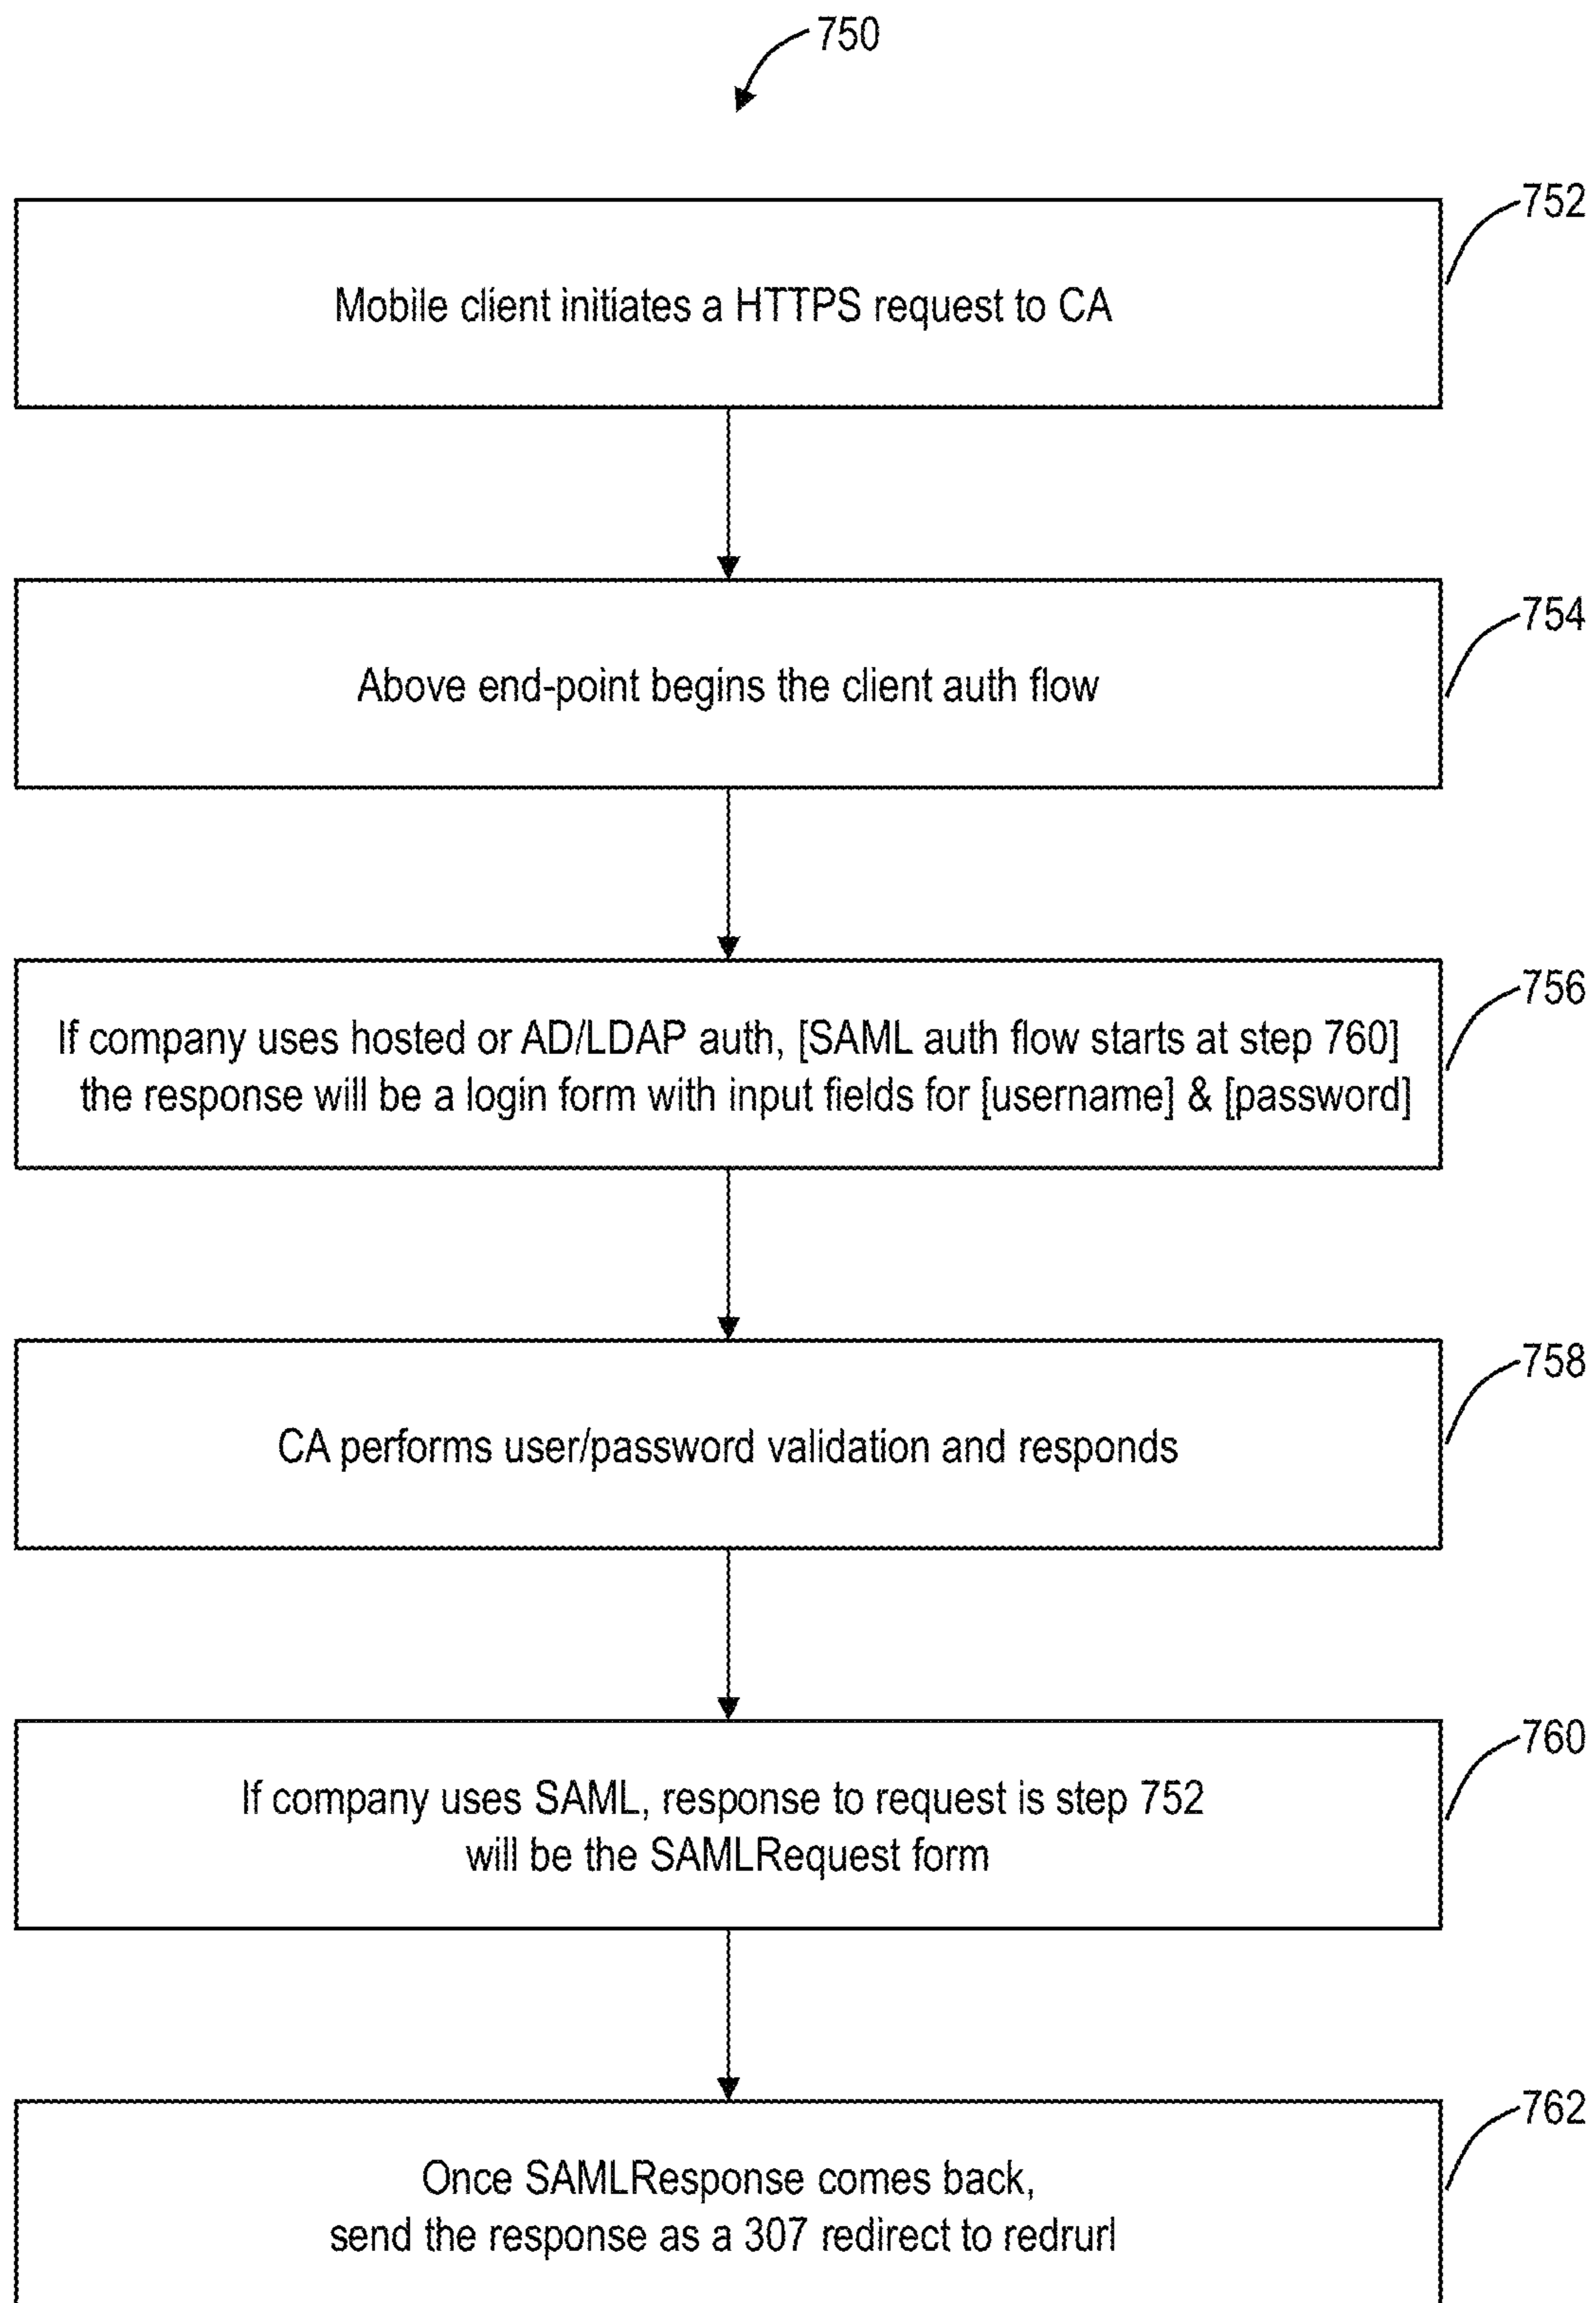 750
752
Mobile client initiates a HTTPS request to CA
754
Above end-point begins the client auth flow
756
If company uses hosted or AD/LDAP auth, [SAML auth flow starts at step 760]
the response will be a login form with input fields for [username] & [password]
758
CA performs user/password validation and responds
760
If company uses SAML, response to request is step 752
will be the SAMLRequest form
762
Once SAMLResponse comes back,
send the response as a 307 redirect to redrurl